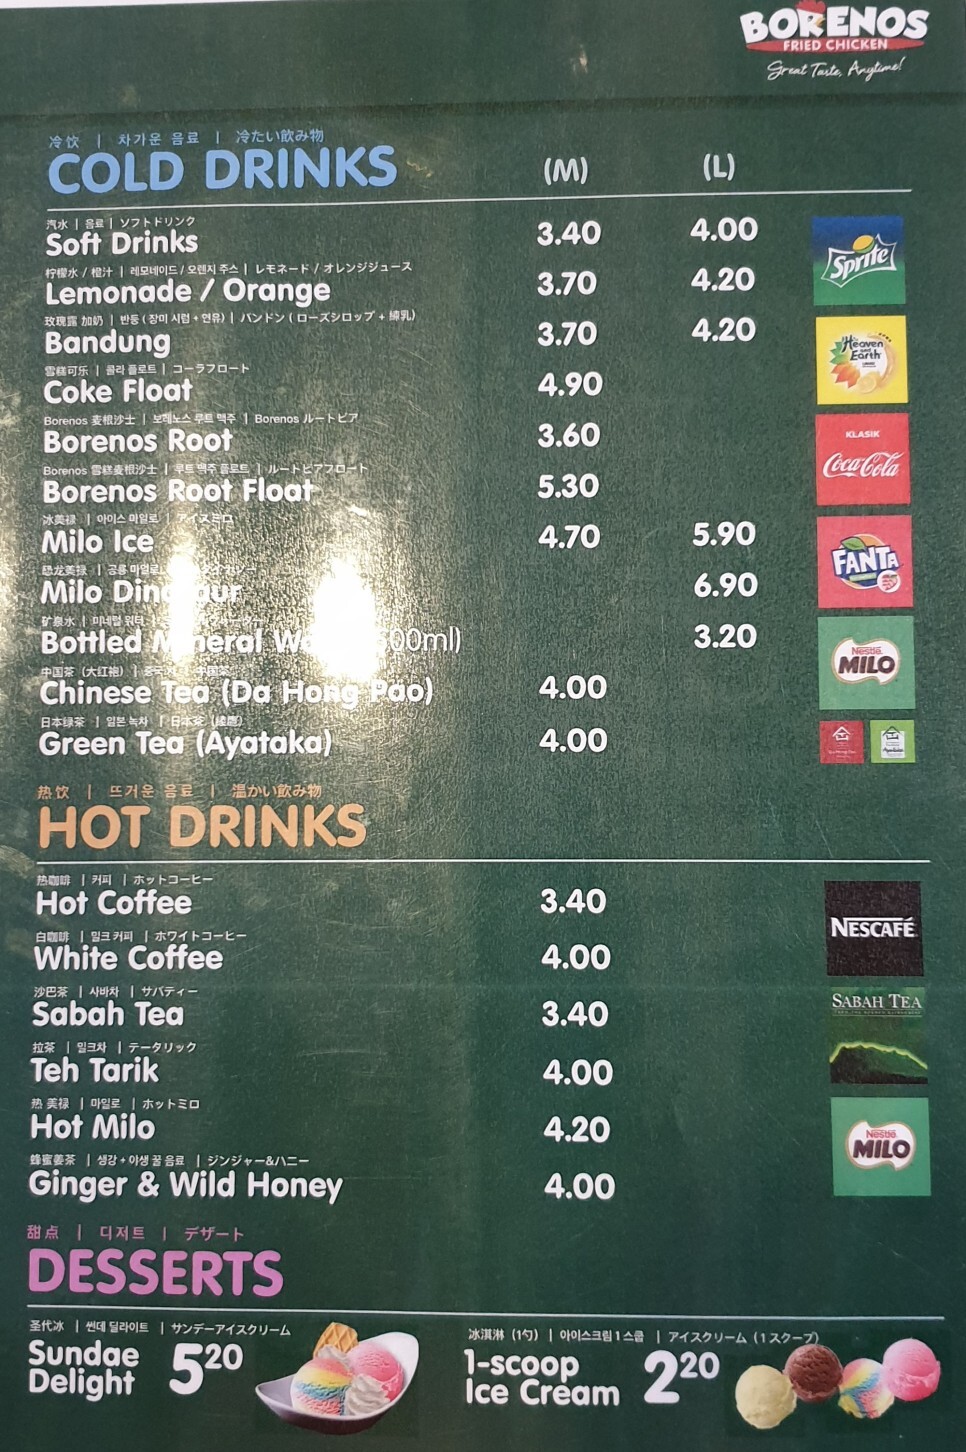 BORENOS
FRIED CHICKEN
Great Taste, Anytime!
冷饮 | 차가운 음료 | 冷たい飲み物
COLD DRINKS (M) (L)
汽水 | 음료 | ソフトドリンク
Soft Drinks 3.40 4.00
柠檬水 / 橙汁 | 레모네이드 / 오렌지 주스 | レモネード / オレンジジュース
Lemonade / Orange 3.70 4.20
玫瑰露 加奶 | 반둥 ( 장미 시럽 + 연유) | バンドン ( ローズシロップ + 練乳)
Bandung 3.70 4.20
雪糕可乐 | 콜라 플로트 | コーラフロート
Coke Float 4.90
Borenos 麦根沙士 | 보레노스 루트 맥주 | Borenos ルートビア
Borenos Root 3.60
Borenos 雪糕麦根沙士 | 루트 맥주 플로트 | ルートビアフロート
Borenos Root Float 5.30
冰美禄 | 아이스 마일로 | アイスミロ
Milo Ice 4.70 5.90
恐龙美禄 | 공룡 마일로
Milo 6.90
矿泉水 | 미네럴 워터
Bottled 3.20
中国茶 (大红袍) | 中国茶
Chinese Tea (Da Hong Pao) 4.00
日本绿茶 | 일본 녹차 | 日本茶
Green Tea (Ayataka) 4.00
Sprite
Heaven and Earth
KLASIK
Coca-Cola
FANTA
Nestlé
MILO
热饮 | 뜨거운 음료 | 温かい飲み物
HOT DRINKS
热咖啡 | 커피 | ホットコーヒー
Hot Coffee 3.40
白咖啡 | 밀크 커피 | ホワイトコーヒー
White Coffee 4.00
沙巴茶 | 사바차 | サバティー
Sabah Tea 3.40
拉茶 | 밀크차 | テータリック
Teh Tarik 4.00
热 美禄 | 마일로 | ホットミロ
Hot Milo 4.20
蜂蜜姜茶 | 생강 + 야생 꿀 음료 | ジンジャー&ハニー
Ginger & Wild Honey 4.00
NESCAFÉ
SABAH TEA
Nestlé
MILO
甜点 | 디저트 | デザート
DESSERTS
圣代冰 | 썬데 딜라이트 | サンデーアイスクリーム
Sundae Delight 5.20
冰淇淋 (1勺) | 아이스크림 1 스쿱 | アイスクリーム (1スクープ)
1-scoop Ice Cream 2.20